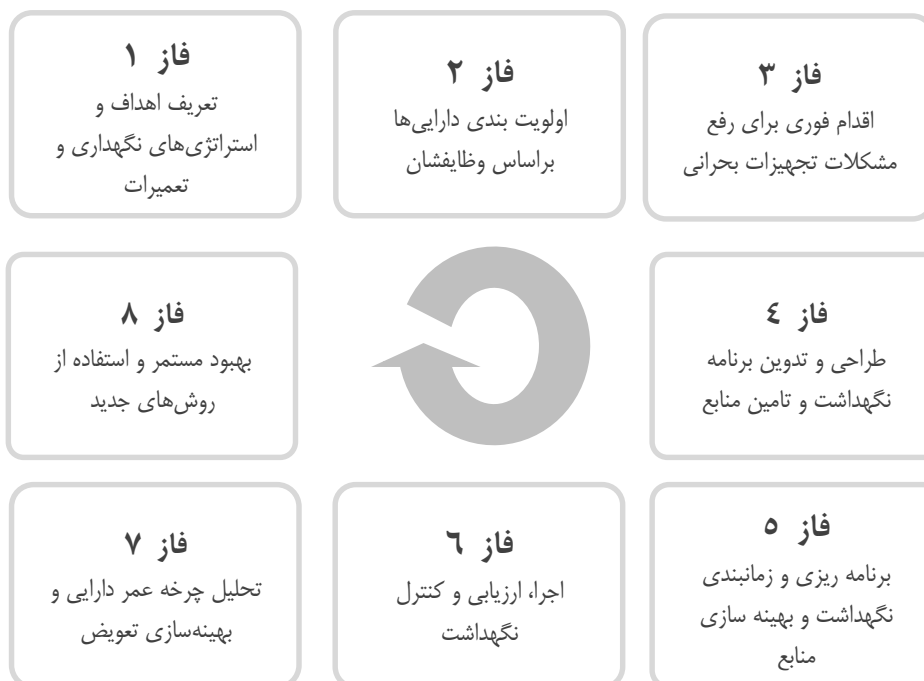 فاز ۱
تعریف اهداف و
استراتژی‌های نگهداری و
تعمیرات
فاز ۲
اولویت بندی دارایی‌ها
براساس وظایفشان
فاز ۳
اقدام فوری برای رفع
مشکلات تجهیزات بحرانی
فاز ٤
طراحی و تدوین برنامه
نگهداشت و تامین منابع
فاز ٥
برنامه ریزی و زمانبندی
نگهداشت و بهینه سازی
منابع
فاز ٦
اجرا، ارزیابی و کنترل
نگهداشت
فاز ۷
تحلیل چرخه عمر دارایی و
بهینه‌سازی تعویض
فاز ۸
بهبود مستمر و استفاده از
روش‌های جدید